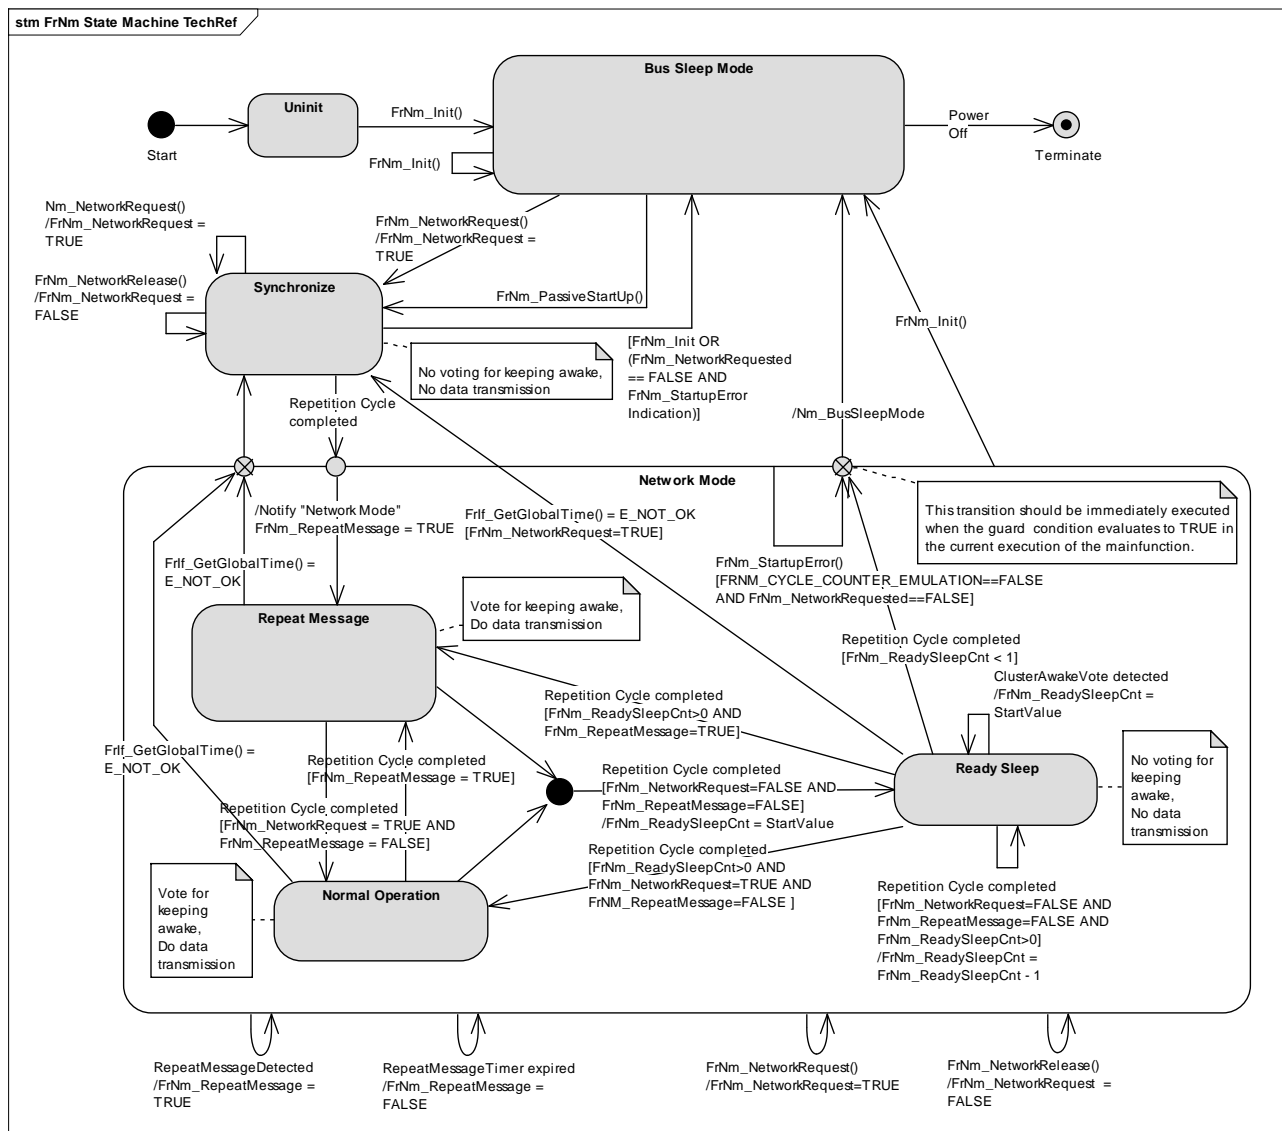 stm FrNm State Machine TechRef
Bus Sleep Mode
Uninit
FrNm_Init()
Power
Off
Start
Terminate
FrNm_Init()
Nm_NetworkRequest()
/FrNm_NetworkRequest =
TRUE
FrNm_NetworkRequest()
/FrNm_NetworkRequest =
TRUE
FrNm_NetworkRelease()
/FrNm_NetworkRequest =
FALSE
Synchronize
FrNm_PassiveStartUp()
FrNm_Init()
[FrNm_Init OR
(FrNm_NetworkRequested
== FALSE AND
FrNm_StartupError
Indication)]
No voting for keeping awake,
No data transmission
Repetition Cycle
completed
/Nm_BusSleepMode
Network Mode
/Notify "Network Mode"
FrNm_RepeatMessage = TRUE
FrIf_GetGlobalTime() = E_NOT_OK
[FrNm_NetworkRequest=TRUE]
This transition should be immediately executed
when the guard condition evaluates to TRUE in
the current execution of the mainfunction.
FrIf_GetGlobalTime() =
E_NOT_OK
FrNm_StartupError()
[FRNM_CYCLE_COUNTER_EMULATION==FALSE
AND FrNm_NetworkRequested==FALSE]
Repeat Message
Vote for keeping awake,
Do data transmission
Repetition Cycle completed
[FrNm_ReadySleepCnt < 1]
ClusterAwakeVote detected
/FrNm_ReadySleepCnt =
StartValue
Repetition Cycle completed
[FrNm_ReadySleepCnt>0 AND
FrNm_RepeatMessage=TRUE]
FrIf_GetGlobalTime() =
E_NOT_OK
Repetition Cycle completed
[FrNm_RepeatMessage = TRUE]
Ready Sleep
No voting for
keeping
awake,
No data
transmission
Repetition Cycle completed
[FrNm_NetworkRequest=FALSE AND
FrNm_RepeatMessage=FALSE]
/FrNm_ReadySleepCnt = StartValue
Repetition Cycle completed
[FrNm_NetworkRequest = TRUE AND
FrNm_RepeatMessage = FALSE]
Repetition Cycle completed
[FrNm_ReadySleepCnt>0 AND
FrNm_NetworkRequest=TRUE AND
FrNM_RepeatMessage=FALSE ]
Vote for
keeping
awake,
Do data
transmission
Normal Operation
Repetition Cycle completed
[FrNm_NetworkRequest=FALSE AND
FrNm_RepeatMessage=FALSE AND
FrNm_ReadySleepCnt>0]
/FrNm_ReadySleepCnt =
FrNm_ReadySleepCnt - 1
RepeatMessageDetected
/FrNm_RepeatMessage =
TRUE
RepeatMessageTimer expired
/FrNm_RepeatMessage =
FALSE
FrNm_NetworkRequest()
/FrNm_NetworkRequest=TRUE
FrNm_NetworkRelease()
/FrNm_NetworkRequest =
FALSE